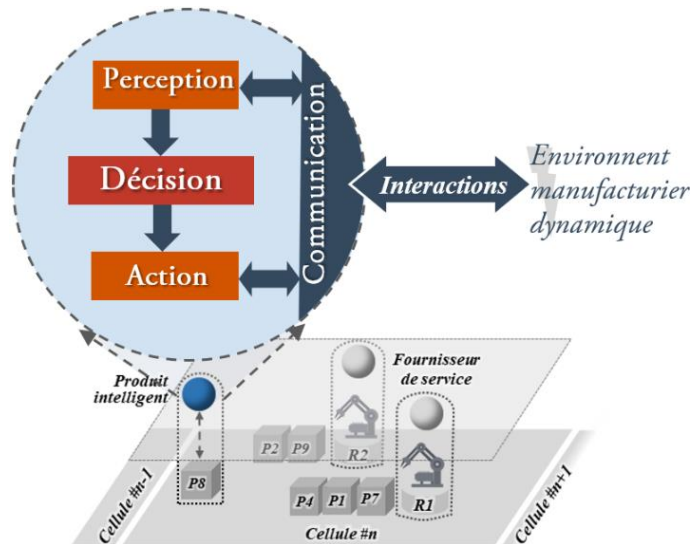 Perception
Décision
Action
Communication
Interactions
Environnent
manufacturier
dynamique
Produit
intelligent
Fournisseur
de service
P2
P9
R2
P8
P4
P1
P7
R1
Cellule #n-1
Cellule #n
Cellule #n+1